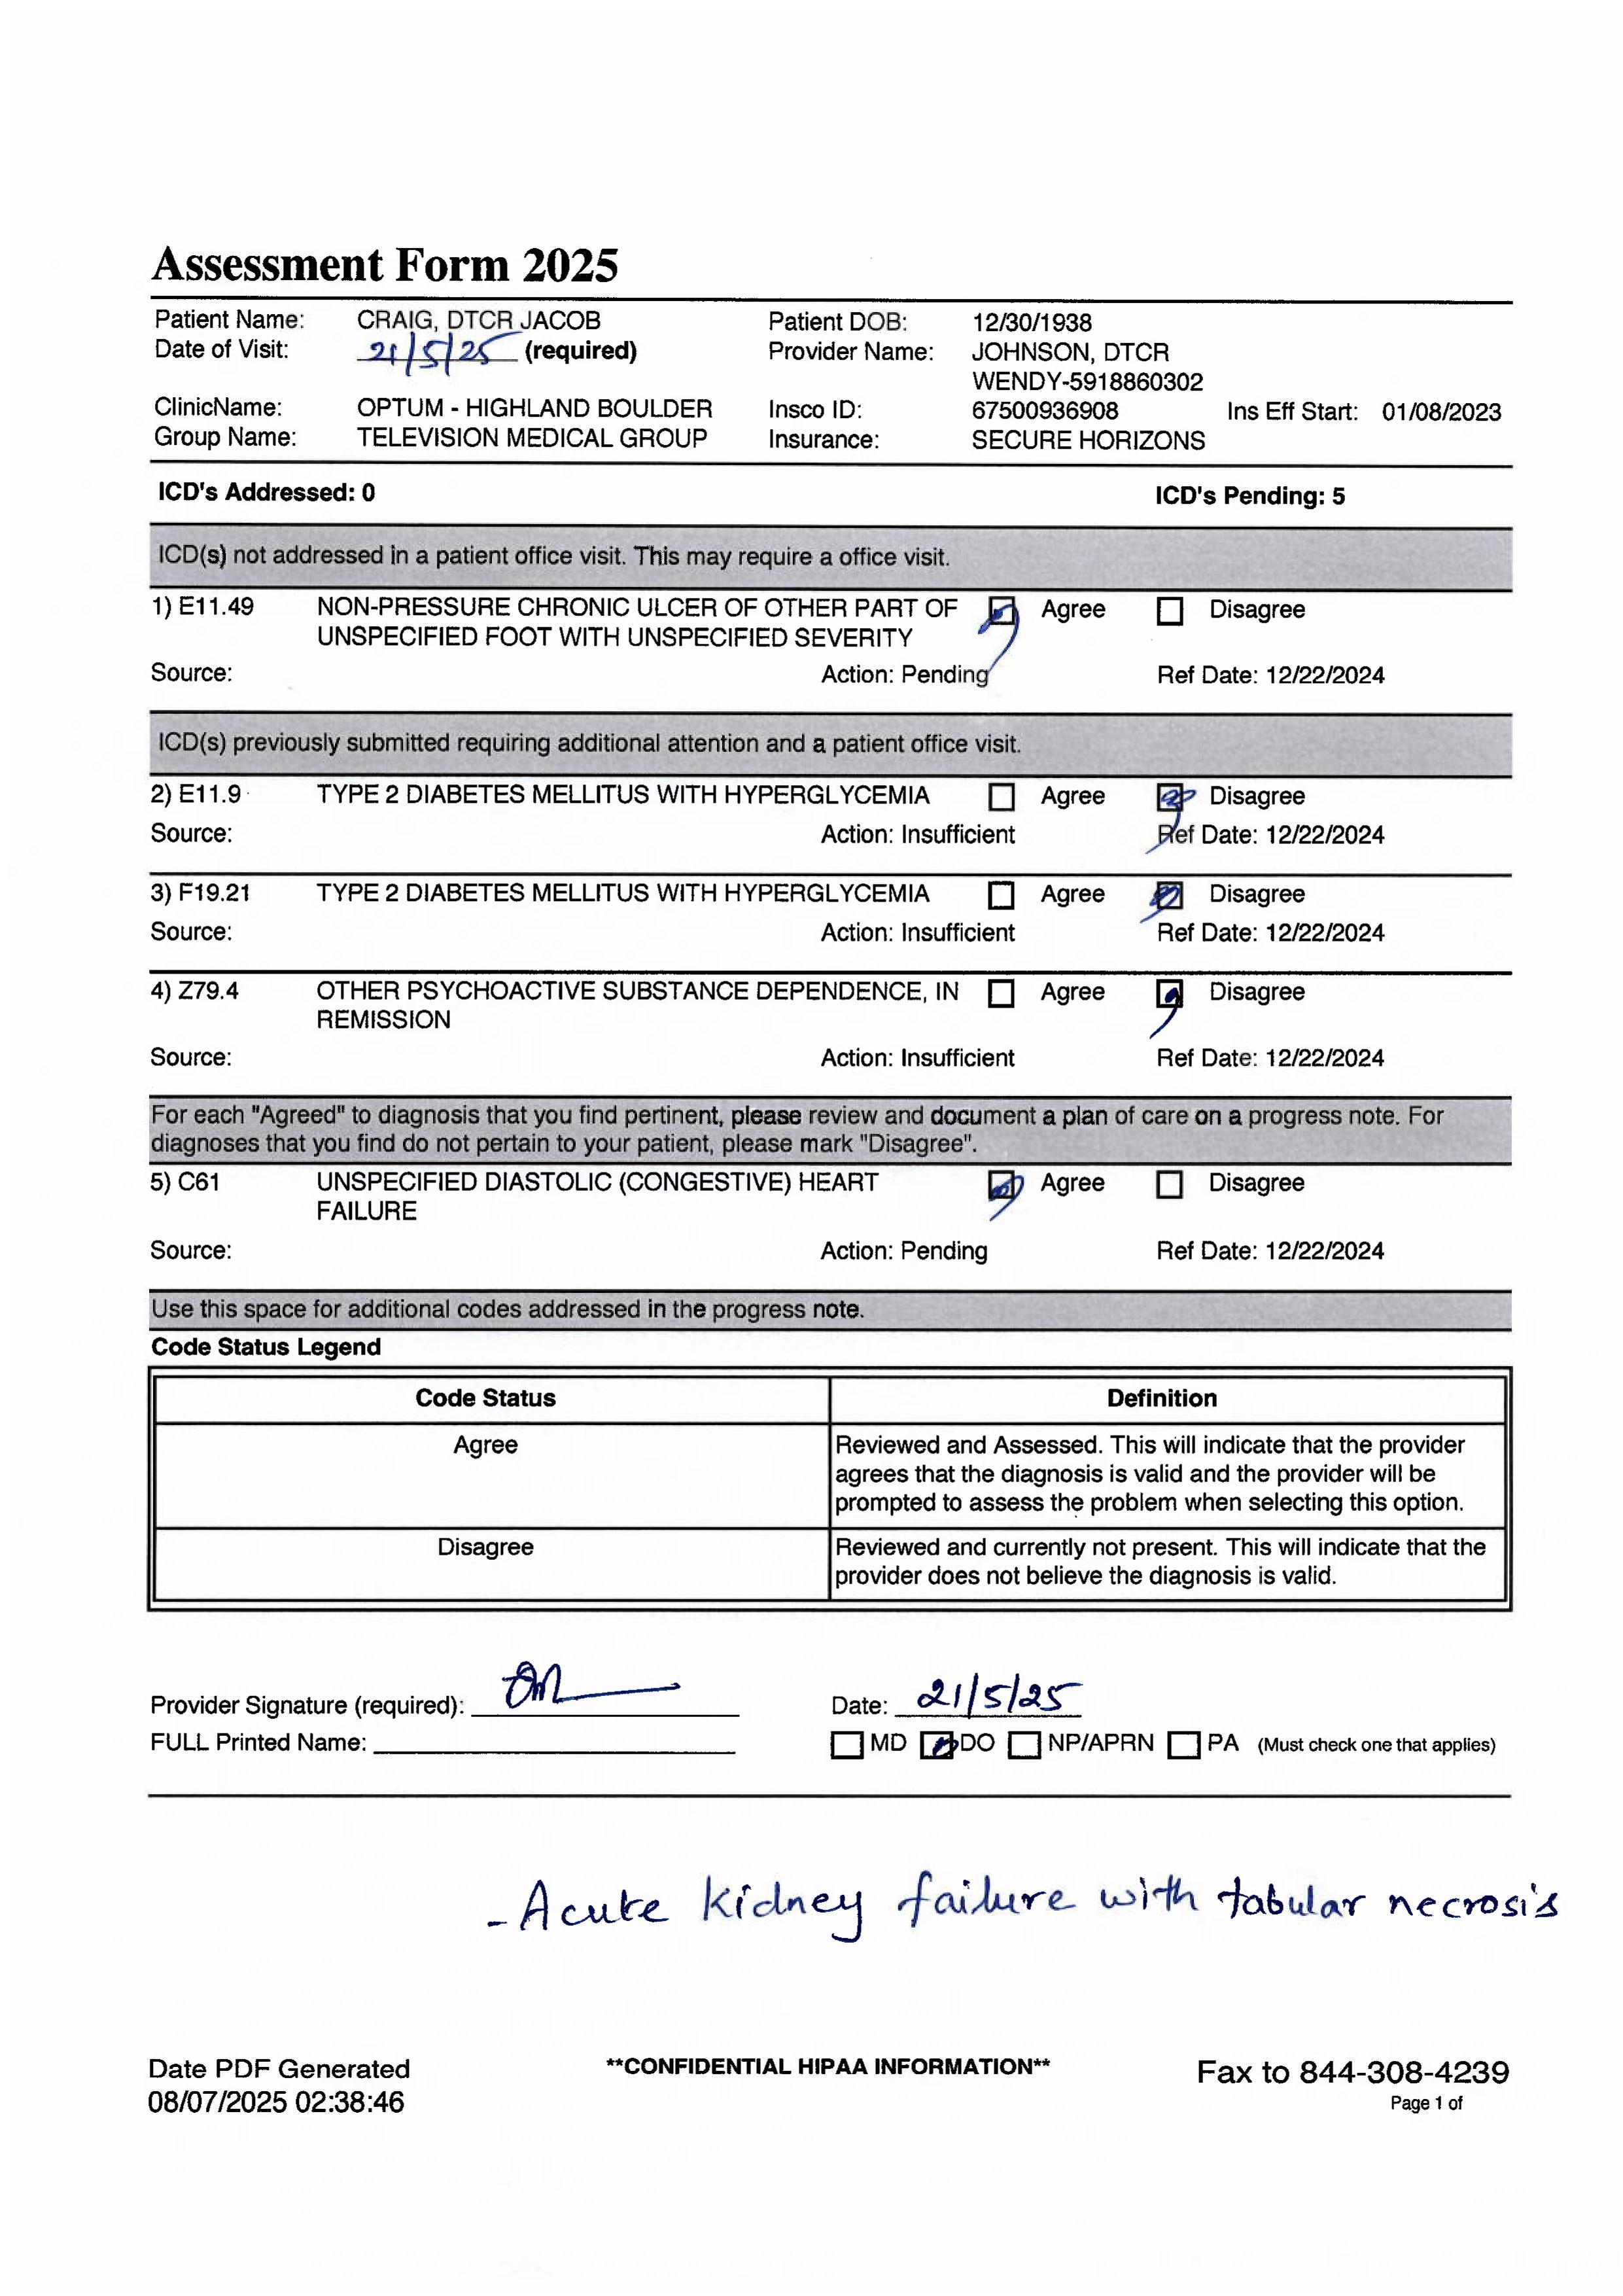 Assessment Form 2025
Patient Name: CRAIG, DTCR JACOB Patient DOB: 12/30/1938
Date of Visit: 21/5/25 (required) Provider Name: JOHNSON, DTCR
WENDY-5918860302
ClinicName: OPTUM - HIGHLAND BOULDER Insco ID: 67500936908 Ins Eff Start: 01/08/2023
Group Name: TELEVISION MEDICAL GROUP Insurance: SECURE HORIZONS
ICD's Addressed: 0 ICD's Pending: 5
ICD(s) not addressed in a patient office visit. This may require a office visit.
1) E11.49 NON-PRESSURE CHRONIC ULCER OF OTHER PART OF Agree Disagree
UNSPECIFIED FOOT WITH UNSPECIFIED SEVERITY
Source: Action: Pending Ref Date: 12/22/2024
ICD(s) previously submitted requiring additional attention and a patient office visit.
2) E11.9 TYPE 2 DIABETES MELLITUS WITH HYPERGLYCEMIA Agree Disagree
Source: Action: Insufficient Ref Date: 12/22/2024
3) F19.21 TYPE 2 DIABETES MELLITUS WITH HYPERGLYCEMIA Agree Disagree
Source: Action: Insufficient Ref Date: 12/22/2024
4) Z79.4 OTHER PSYCHOACTIVE SUBSTANCE DEPENDENCE, IN Agree Disagree
REMISSION
Source: Action: Insufficient Ref Date: 12/22/2024
For each "Agreed" to diagnosis that you find pertinent, please review and document a plan of care on a progress note. For
diagnoses that you find do not pertain to your patient, please mark "Disagree".
5) C61 UNSPECIFIED DIASTOLIC (CONGESTIVE) HEART Agree Disagree
FAILURE
Source: Action: Pending Ref Date: 12/22/2024
Use this space for additional codes addressed in the progress note.
Code Status Legend
Code Status Definition
Agree Reviewed and Assessed. This will indicate that the provider
agrees that the diagnosis is valid and the provider will be
prompted to assess the problem when selecting this option.
Disagree Reviewed and currently not present. This will indicate that the
provider does not believe the diagnosis is valid.
Provider Signature (required): Date: 21/5/25
FULL Printed Name: MD DO NP/APRN PA (Must check one that applies)
- Acute kidney failure with tabular necrosis
Date PDF Generated **CONFIDENTIAL HIPAA INFORMATION** Fax to 844-308-4239
08/07/2025 02:38:46 Page 1 of